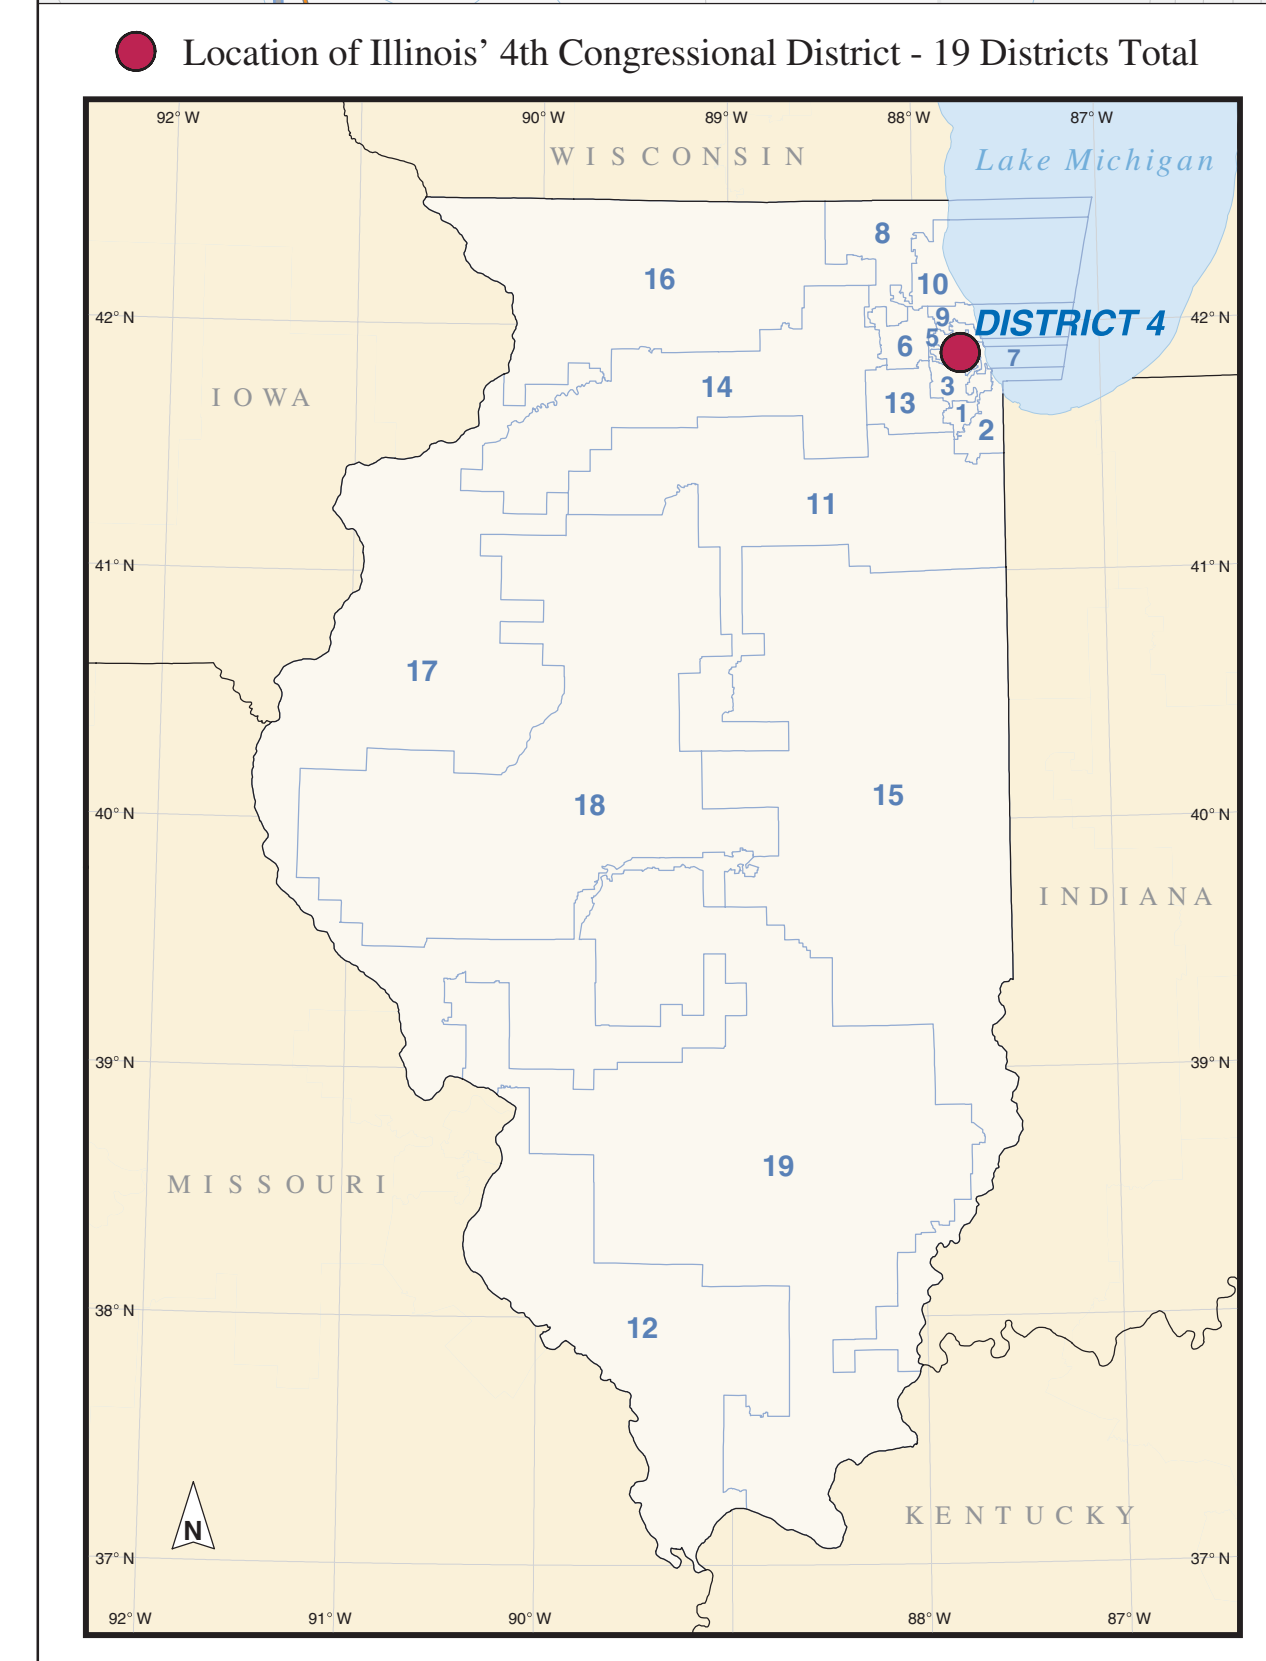 Location of Illinois’ 4th Congressional District - 19 Districts Total
92° W
90° W
89° W
88° W
87° W
WISCONSIN
Lake Michigan
8
16
10
42° N
9
DISTRICT 4
42° N
5
6
7
14
3
IOWA
13
1
2
11
41° N
41° N
17
15
18
40° N
40° N
INDIANA
39° N
39° N
19
MISSOURI
38° N
12
38° N
KENTUCKY
N
37° N
37° N
92° W
91° W
90° W
88° W
87° W